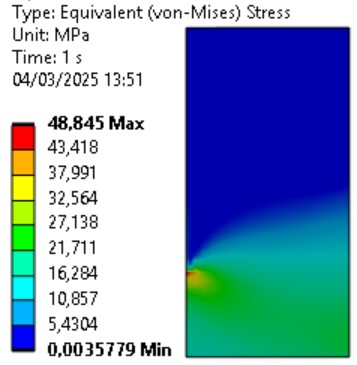 Type: Equivalent (von-Mises) Stress
Unit: MPa
Time: 1 s
04/03/2025 13:51
48,845 Max
43,418
37,991
32,564
27,138
21,711
16,284
10,857
5,4304
0,0035779 Min